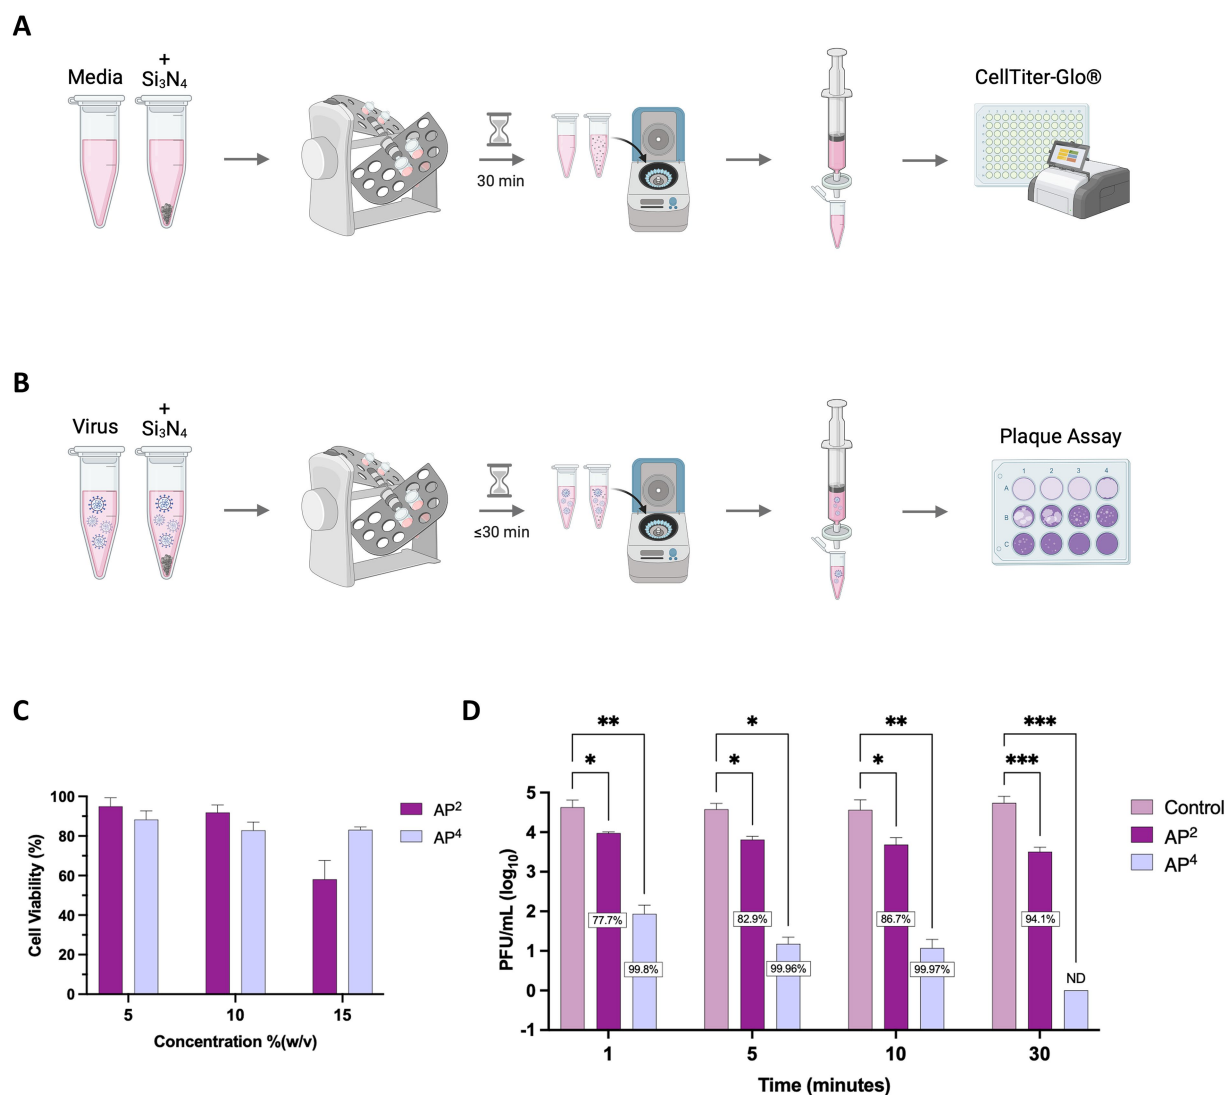 A
Media
+
Si₃N₄
30 min
CellTiter-Glo®
B
Virus
+
Si₃N₄
≤30 min
Plaque Assay
1 2 3 4
A
B
C
C
Cell Viability (%)
100
80
60
40
20
0
5 10 15
Concentration %(w/v)
AP²
AP⁴
D
PFU/mL (log₁₀)
5
4
3
2
1
0
-1
** * ** ***
* * * ***
77.7% 82.9% 86.7% 94.1%
99.8% 99.96% 99.97% ND
1 5 10 30
Time (minutes)
Control
AP²
AP⁴